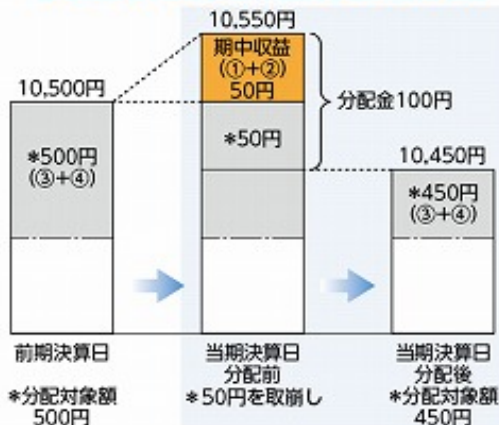 10,550円
期中収益
(①+②)
50円
10,500円
分配金100円
*500円
(③+④)
*50円
10,450円
*450円
(③+④)
前期決算日
*分配対象額
500円
当期決算日
分配前
*50円を取崩し
当期決算日
分配後
*分配対象額
450円